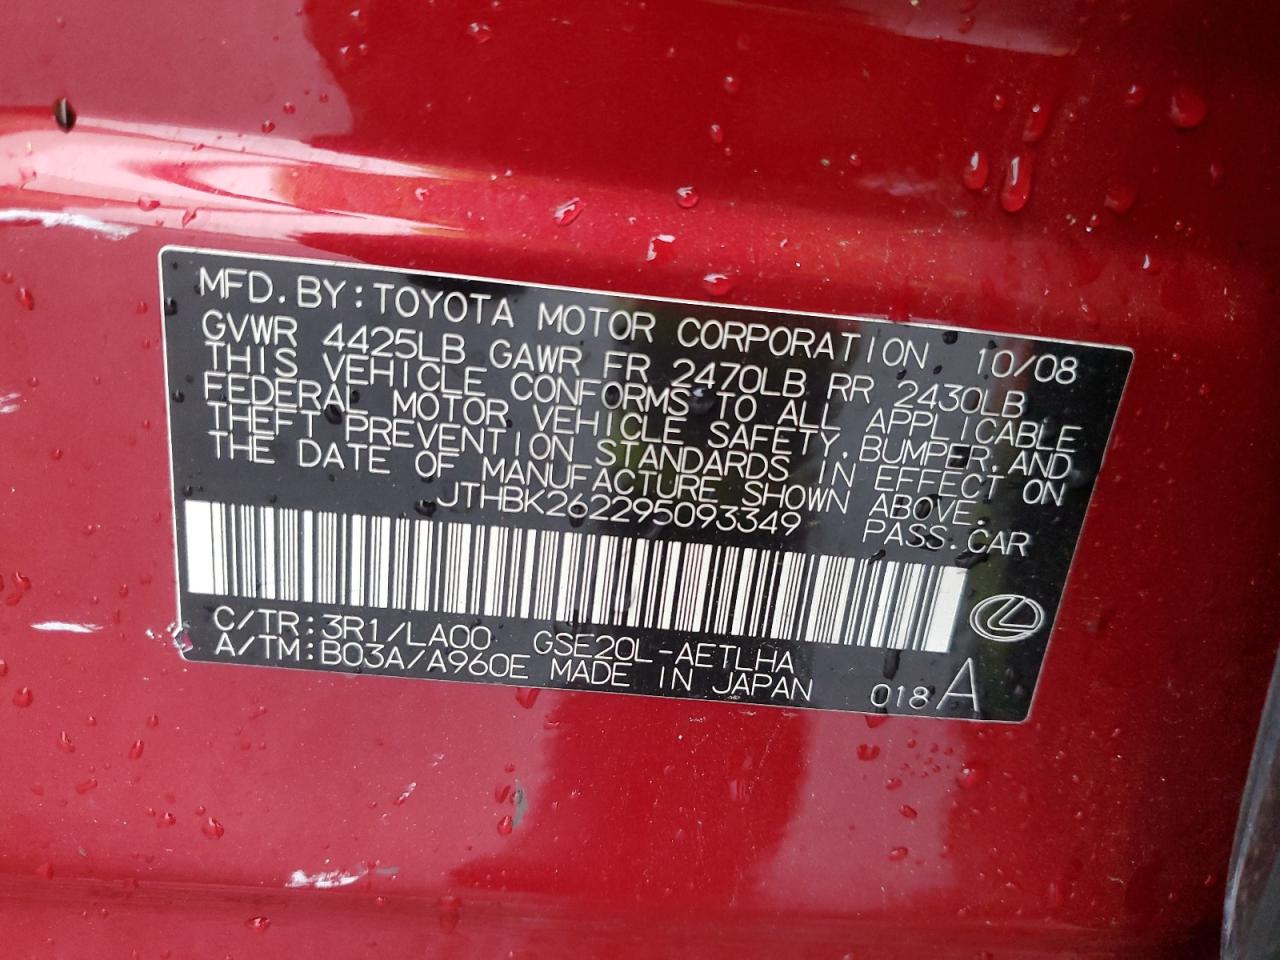 MFD. BY: TOYOTA MOTOR CORPORATION 10/08
GVWR 4425LB GAWR FR 2470LB RR 2430LB
THIS VEHICLE CONFORMS TO ALL APPLICABLE
FEDERAL MOTOR VEHICLE SAFETY, BUMPER, AND
THEFT PREVENTION STANDARDS IN EFFECT ON
THE DATE OF MANUFACTURE SHOWN ABOVE.
JTHBK262295093349 PASS. CAR
C/TR: 3R1/LA00 GSE20L-AETLHA
A/TM: B03A/A960E MADE IN JAPAN 018 A